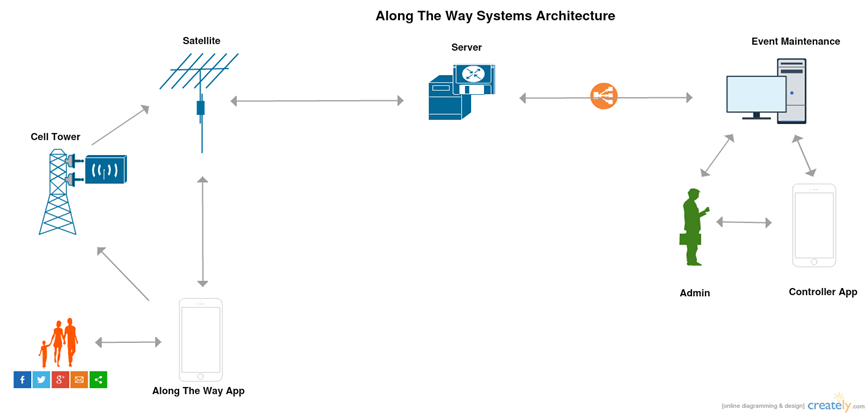 Along The Way Systems Architecture
Satellite
Server
Event Maintenance
Cell Tower
Admin
Controller App
f
g+
Along The Way App
[online diagramming & design] creately.com